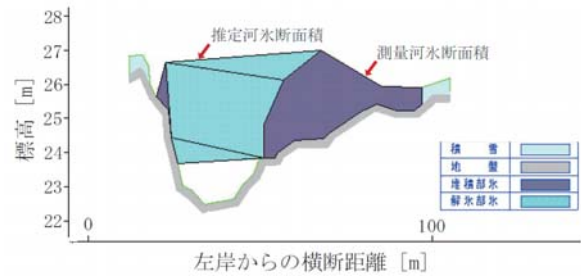 28
27
26
25
24
23
22
標高 [m]
推定河氷断面積
測量河氷断面積
積 雪
地 盤
堆積部氷
解氷部氷
0
100
左岸からの横断距離 [m]